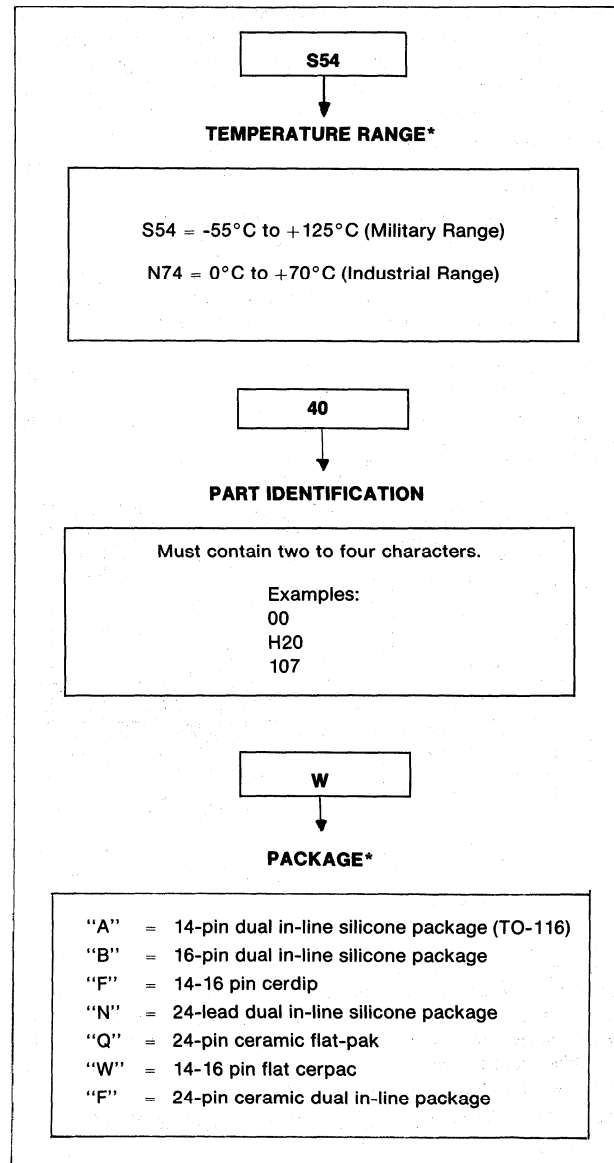 S54
TEMPERATURE RANGE*
S54 = -55°C to +125°C (Military Range)
N74 = 0°C to +70°C (Industrial Range)
40
PART IDENTIFICATION
Must contain two to four characters.
Examples:
00
H20
107
W
PACKAGE*
"A" = 14-pin dual in-line silicone package (TO-116)
"B" = 16-pin dual in-line silicone package
"F" = 14-16 pin cerdip
"N" = 24-lead dual in-line silicone package
"Q" = 24-pin ceramic flat-pak
"W" = 14-16 pin flat cerpac
"F" = 24-pin ceramic dual in-line package